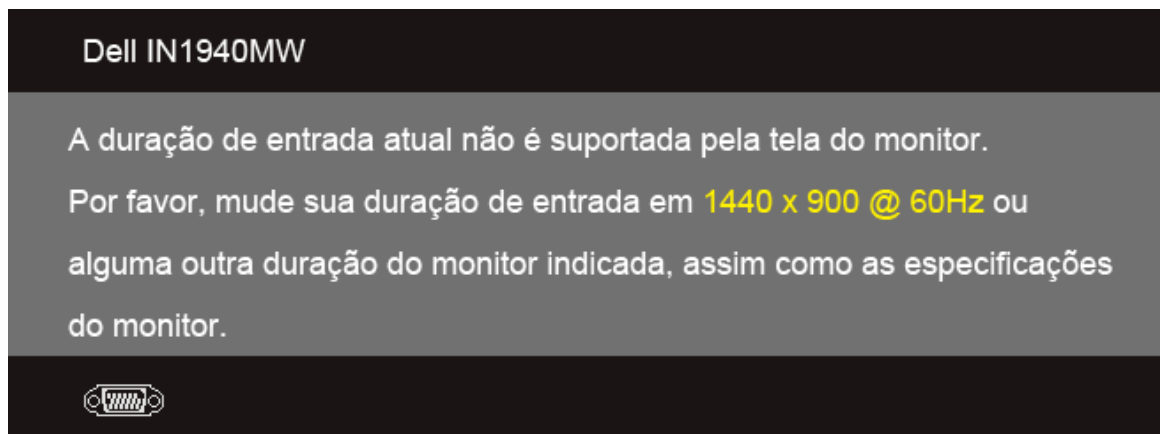 Dell IN1940MW
A duração de entrada atual não é suportada pela tela do monitor.
Por favor, mude sua duração de entrada em 1440 x 900 @ 60Hz ou
alguma outra duração do monitor indicada, assim como as especificações
do monitor.